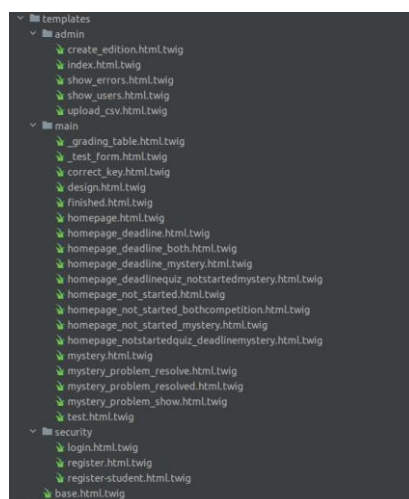 templates
admin
create_edition.html.twig
index.html.twig
show_errors.html.twig
show_users.html.twig
upload_csv.html.twig
main
_grading_table.html.twig
_test_form.html.twig
correct_key.html.twig
design.html.twig
finished.html.twig
homepage.html.twig
homepage_deadline.html.twig
homepage_deadline_both.html.twig
homepage_deadline_mystery.html.twig
homepage_deadlinequiz_notstartedmystery.html.twig
homepage_not_started.html.twig
homepage_not_started_bothcompetition.html.twig
homepage_not_started_mystery.html.twig
homepage_notstartedquiz_deadlinemystery.html.twig
mystery.html.twig
mystery_problem_resolve.html.twig
mystery_problem_resolved.html.twig
mystery_problem_show.html.twig
test.html.twig
security
login.html.twig
register.html.twig
register-student.html.twig
base.html.twig